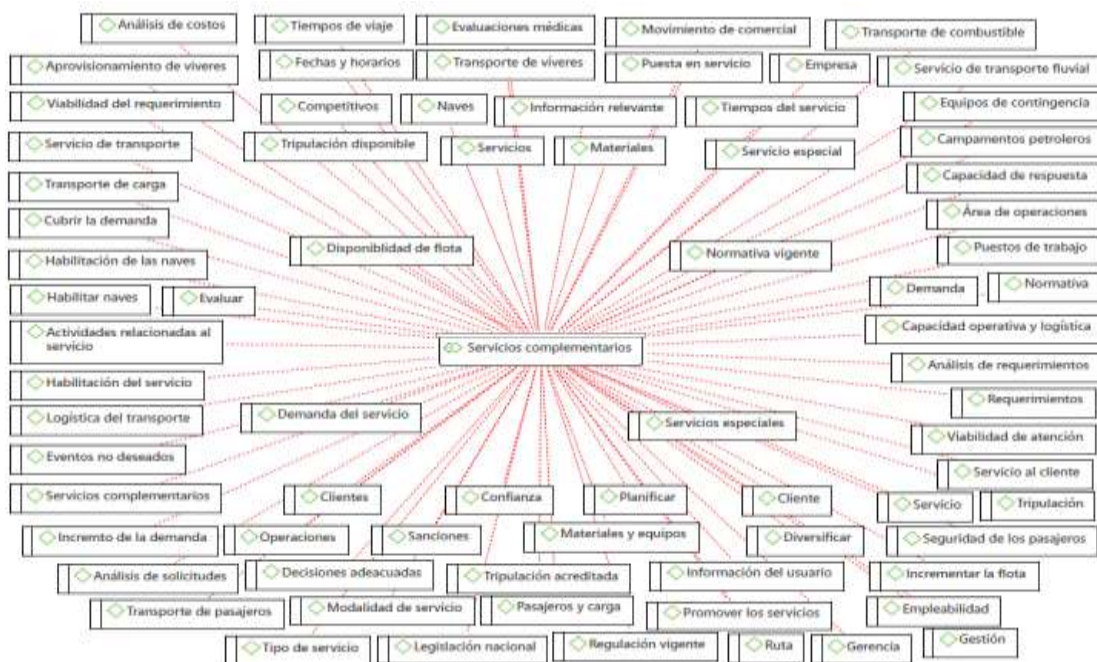 Análisis de costos
Tiempos de viaje
Evaluaciones médicas
Movimiento de comercial
Transporte de combustible
Aprovisionamiento de víveres
Fechas y horarios
Transporte de víveres
Puesta en servicio
Empresa
Servicio de transporte fluvial
Viabilidad del requerimiento
Competitivos
Naves
Información relevante
Tiempos del servicio
Equipos de contingencia
Servicio de transporte
Tripulación disponible
Servicios
Materiales
Servicio especial
Campamentos petroleros
Transporte de carga
Capacidad de respuesta
Cubrir la demanda
Disponiblidad de flota
Normativa vigente
Área de operaciones
Puestos de trabajo
Habilitación de las naves
Habilitar naves
Evaluar
Demanda
Normativa
Actividades relacionadas al
servicio
Servicios complementarios
Capacidad operativa y logística
Análisis de requerimientos
Habilitación del servicio
Requerimientos
Logística del transporte
Demanda del servicio
Servicios especiales
Viabilidad de atención
Eventos no deseados
Servicio al cliente
Servicios complementarios
Clientes
Confianza
Planificar
Cliente
Servicio
Tripulación
Incremto de la demanda
Operaciones
Sanciones
Materiales y equipos
Diversificar
Seguridad de los pasajeros
Análisis de solicitudes
Decisiones adeacuadas
Tripulación acreditada
Información del usuario
Incrementar la flota
Transporte de pasajeros
Modalidad de servicio
Pasajeros y carga
Promover los servicios
Empleabilidad
Tipo de servicio
Legislación nacional
Regulación vigente
Ruta
Gerencia
Gestión